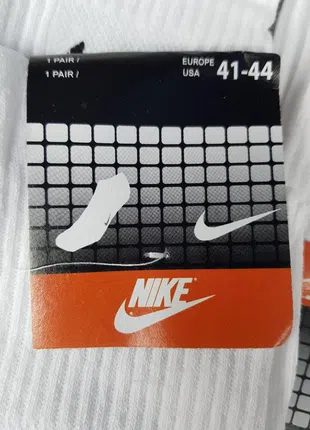 1 PAIR /
1 PAIR /
EUROPE
USA
41-44
NIKE